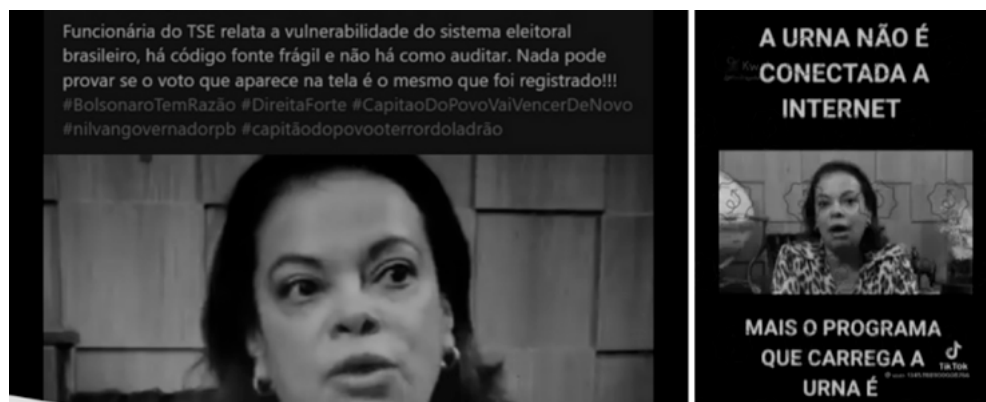 Funcionária do TSE relata a vulnerabilidade do sistema eleitoral
brasileiro, há código fonte frágil e não há como auditar. Nada pode
provar se o voto que aparece na tela é o mesmo que foi registrado!!!
#BolsonaroTemRazão #DireitaForte #CapitaoDoPovoVaiVencerDeNovo
#nilvangovernadorpb #capitãodopovooterrordoladrão
A URNA NÃO É
CONECTADA A
INTERNET
MAIS O PROGRAMA
QUE CARREGA A
URNA É
TikTok